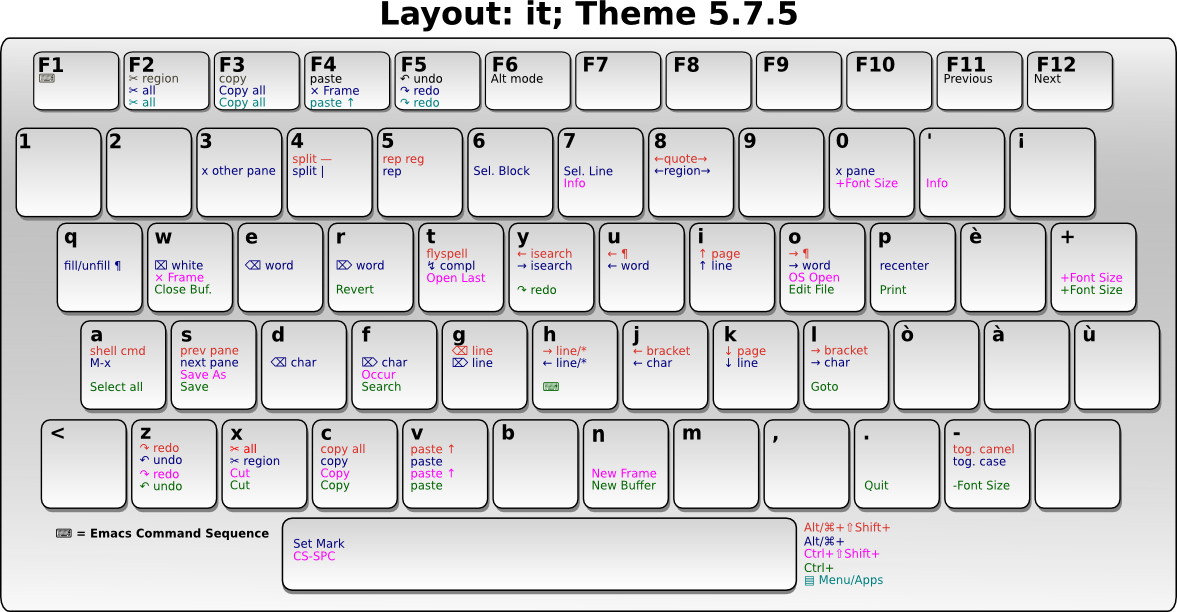 Layout: it; Theme 5.7.5
F1
⌨
F2
✂ region
✂ all
✂ all
F3
copy
Copy all
Copy all
F4
paste
× Frame
paste ↑
F5
↶ undo
↷ redo
↷ redo
F6
Alt mode
F7
F8
F9
F10
F11
Previous
F12
Next
1
2
3
x other pane
4
split —
split |
5
rep reg
rep
6
Sel. Block
7
Sel. Line
Info
8
←quote→
←region→
9
0
x pane
+Font Size
'
Info
ì
q
fill/unfill ¶
w
⌧ white
× Frame
Close Buf.
e
⌫ word
r
⌦ word
Revert
t
flyspell
↯ compl
Open Last
y
← isearch
→ isearch
↷ redo
u
← ¶
← word
i
↑ page
↑ line
o
→ ¶
→ word
OS Open
Edit File
p
recenter
Print
è
+
+Font Size
+Font Size
a
shell cmd
M-x
Select all
s
prev pane
next pane
Save As
Save
d
⌫ char
f
⌦ char
Occur
Search
g
⌫ line
⌦ line
h
→ line/*
← line/*
⌨
j
← bracket
← char
k
↓ page
↓ line
l
→ bracket
→ char
Goto
ò
à
ù
<
z
↷ redo
↶ undo
↷ redo
↶ undo
x
✂ all
✂ region
Cut
Cut
c
copy all
copy
Copy
Copy
v
paste ↑
paste
paste ↑
paste
b
n
New Frame
New Buffer
m
,
.
Quit
-
tog. camel
tog. case
-Font Size
⌨ = Emacs Command Sequence
Set Mark
CS-SPC
Alt/⌘+⇧Shift+
Alt/⌘+
Ctrl+⇧Shift+
Ctrl+
▤ Menu/Apps